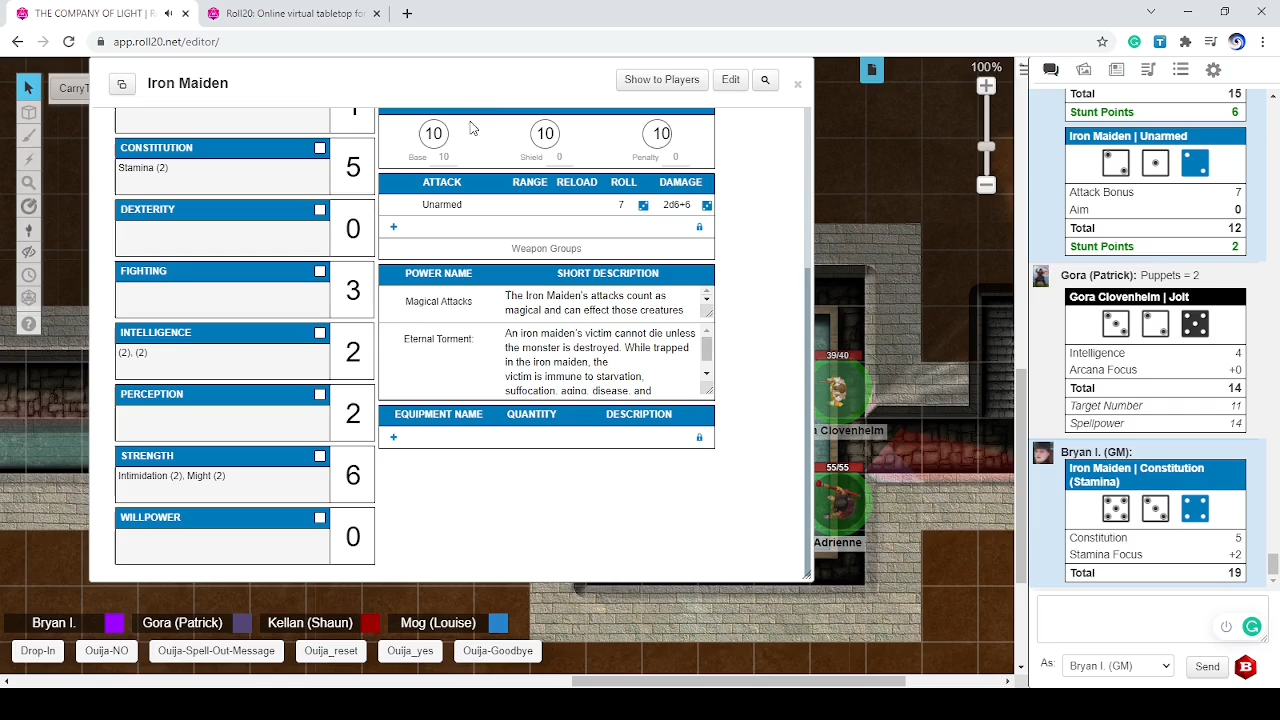 THE COMPANY OF LIGHT | R
Roll20: Online virtual tabletop for
app.roll20.net/editor/
CarryT
Iron Maiden
Show to Players
Edit
CONSTITUTION
Stamina (2)
5
DEXTERITY
0
FIGHTING
3
INTELLIGENCE
(2), (2)
2
PERCEPTION
2
STRENGTH
Intimidation (2), Might (2)
6
WILLPOWER
0
10 10 10
Base 10 Shield 0 Penalty 0
ATTACK RANGE RELOAD ROLL DAMAGE
Unarmed 7 2d6+6
+
Weapon Groups
POWER NAME SHORT DESCRIPTION
Magical Attacks
The Iron Maiden's attacks count as
magical and can effect those creatures
Eternal Torment:
An iron maiden's victim cannot die unless
the monster is destroyed. While trapped
in the iron maiden, the
victim is immune to starvation,
suffocation, aging, disease, and
EQUIPMENT NAME QUANTITY DESCRIPTION
+
100%
39/40
a Clovenhelm
55/55
Adrienne
Bryan I. Gora (Patrick) Kellan (Shaun) Mog (Louise)
Drop-In Ouija-NO Ouija-Spell-Out-Message Ouija_reset Ouija_yes Ouija-Goodbye
Total 15
Stunt Points 6
Iron Maiden | Unarmed
Attack Bonus 7
Aim 0
Total 12
Stunt Points 2
Gora (Patrick): Puppets = 2
Gora Clovenhelm | Jolt
Intelligence 4
Arcana Focus +0
Total 14
Target Number 11
Spellpower 14
Bryan I. (GM):
Iron Maiden | Constitution
(Stamina)
Constitution 5
Stamina Focus +2
Total 19
As: Bryan I. (GM) Send